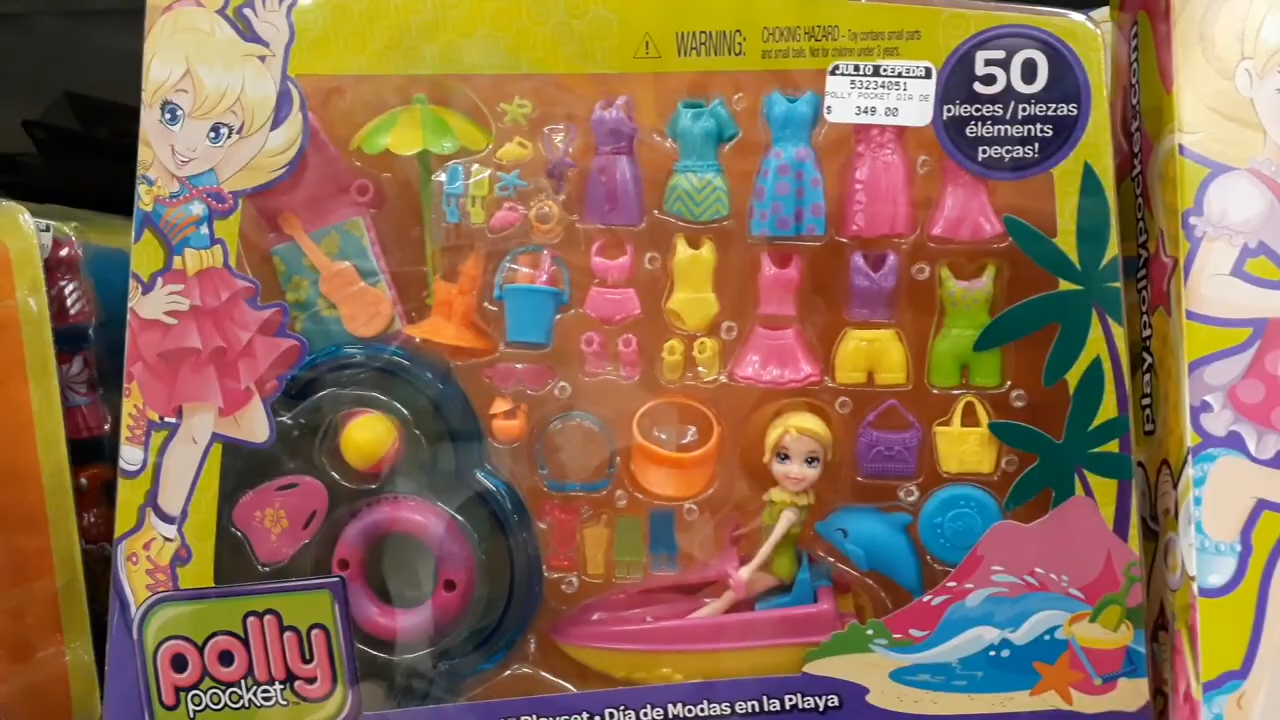 WARNING:
CHOKING HAZARD – Toy contains small parts
and small balls. Not for children under 3 years.
JULIO CEPEDA
53234051
POLLY POCKET DIA DE
$ 349.00
50
pieces / piezas
éléments
peças!
play.pollypocket.com
polly
pocket
Playset • Día de Modas en la Playa